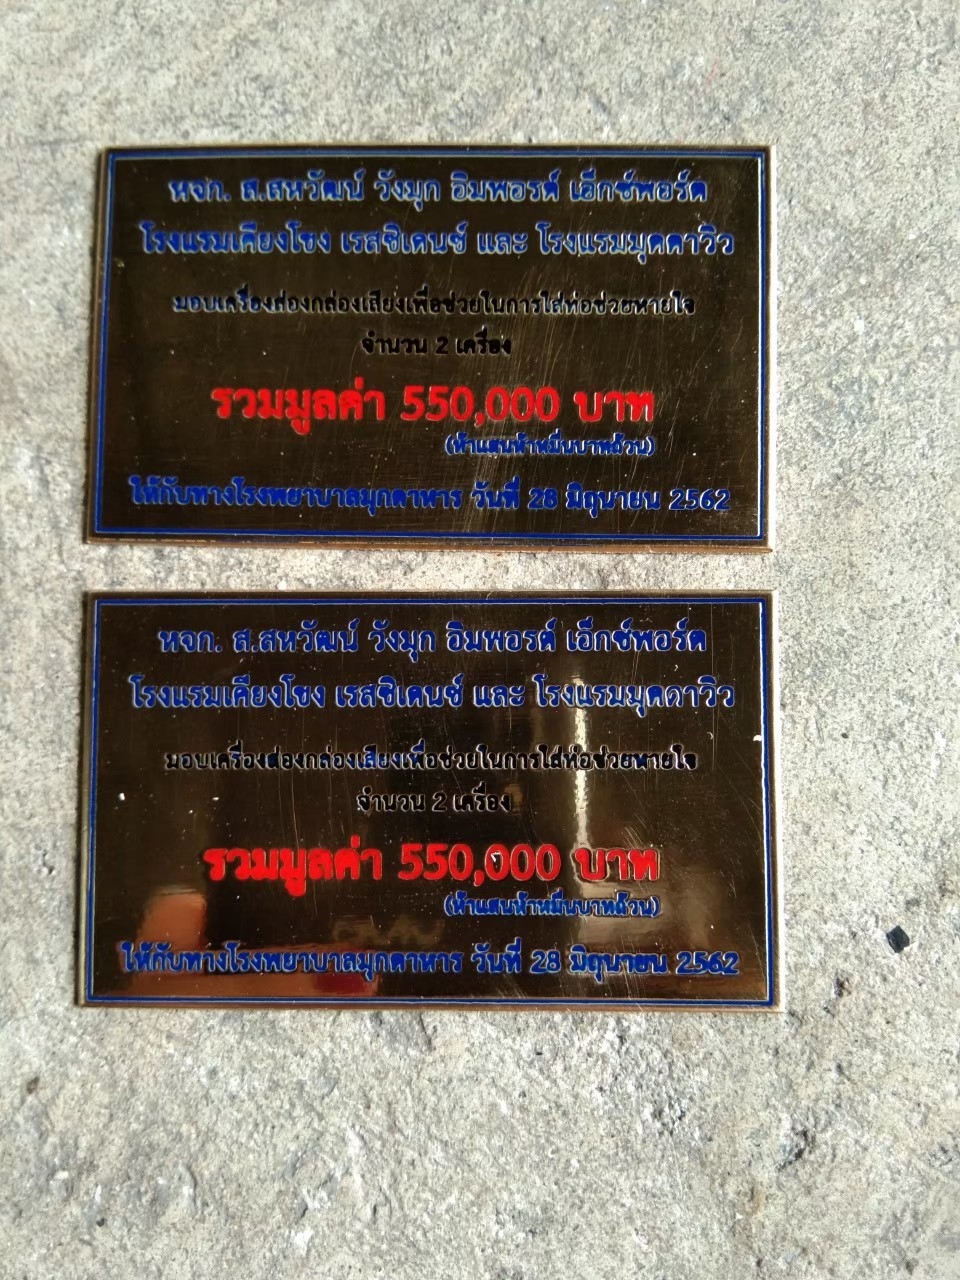 หจก. ส.สหวัฒน์ วังมุก อิมพอรต์ เอ็กซ์พอร์ต
โรงแรมเคียงโขง เรสซิเดนซ์ และ โรงแรมมุคดาวิว
มอบเครื่องส่องกล่องเสียงเพื่อช่วยในการใส่ท่อช่วยหายใจ
จำนวน 2 เครื่อง
รวมมูลค่า 550,000 บาท
(ห้าแสนห้าหมื่นบาทถ้วน)
ให้กับทางโรงพยาบาลมุกดาหาร วันที่ 28 มิถุนายน 2562
หจก. ส.สหวัฒน์ วังมุก อิมพอรต์ เอ็กซ์พอร์ต
โรงแรมเคียงโขง เรสซิเดนซ์ และ โรงแรมมุคดาวิว
มอบเครื่องส่องกล่องเสียงเพื่อช่วยในการใส่ท่อช่วยหายใจ
จำนวน 2 เครื่อง
รวมมูลค่า 550,000 บาท
(ห้าแสนห้าหมื่นบาทถ้วน)
ให้กับทางโรงพยาบาลมุกดาหาร วันที่ 28 มิถุนายน 2562